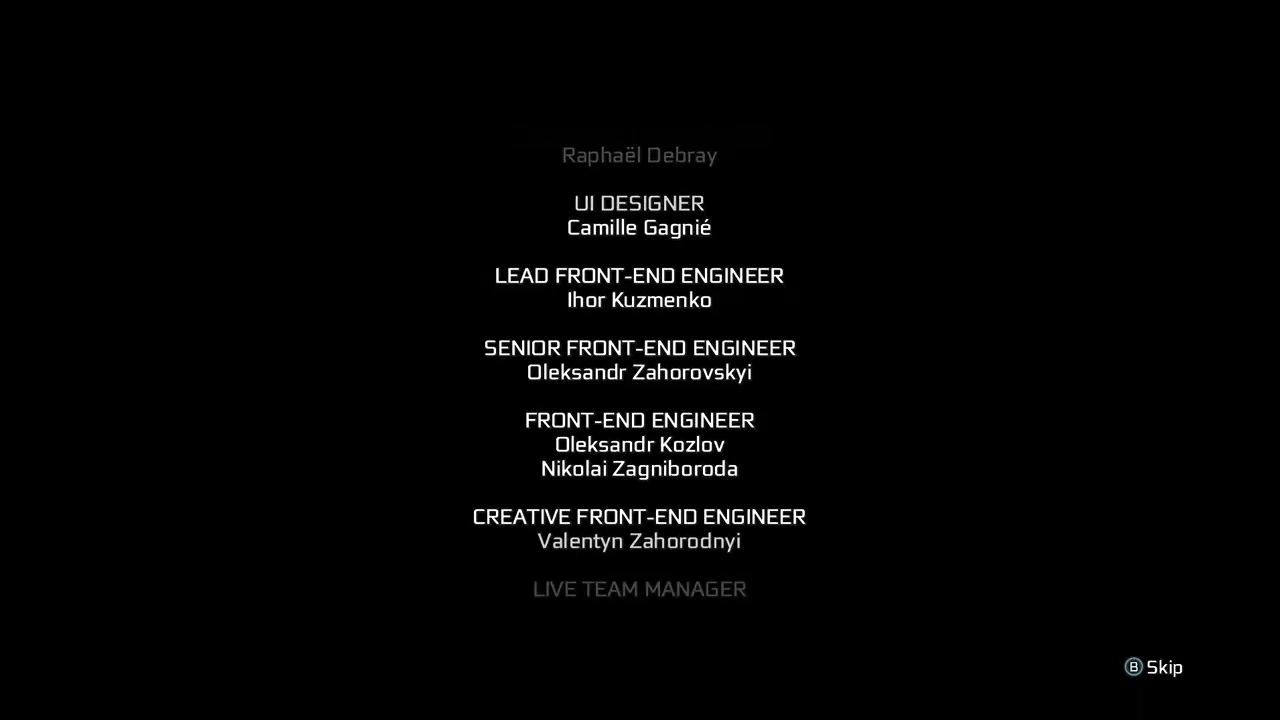 Raphaël Debray
UI DESIGNER
Camille Gagnié
LEAD FRONT-END ENGINEER
Ihor Kuzmenko
SENIOR FRONT-END ENGINEER
Oleksandr Zahorovskyi
FRONT-END ENGINEER
Oleksandr Kozlov
Nikolai Zagniboroda
CREATIVE FRONT-END ENGINEER
Valentyn Zahorodnyi
LIVE TEAM MANAGER
B Skip